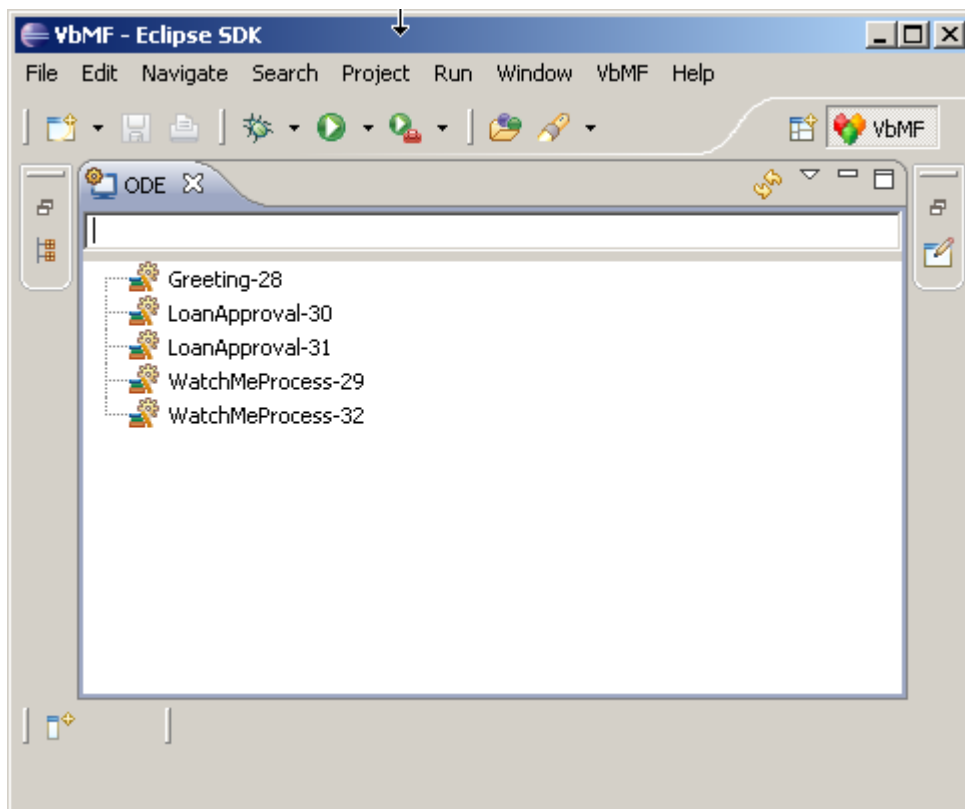 VbMF - Eclipse SDK
File Edit Navigate Search Project Run Window VbMF Help
VbMF
ODE
Greeting-28
LoanApproval-30
LoanApproval-31
WatchMeProcess-29
WatchMeProcess-32